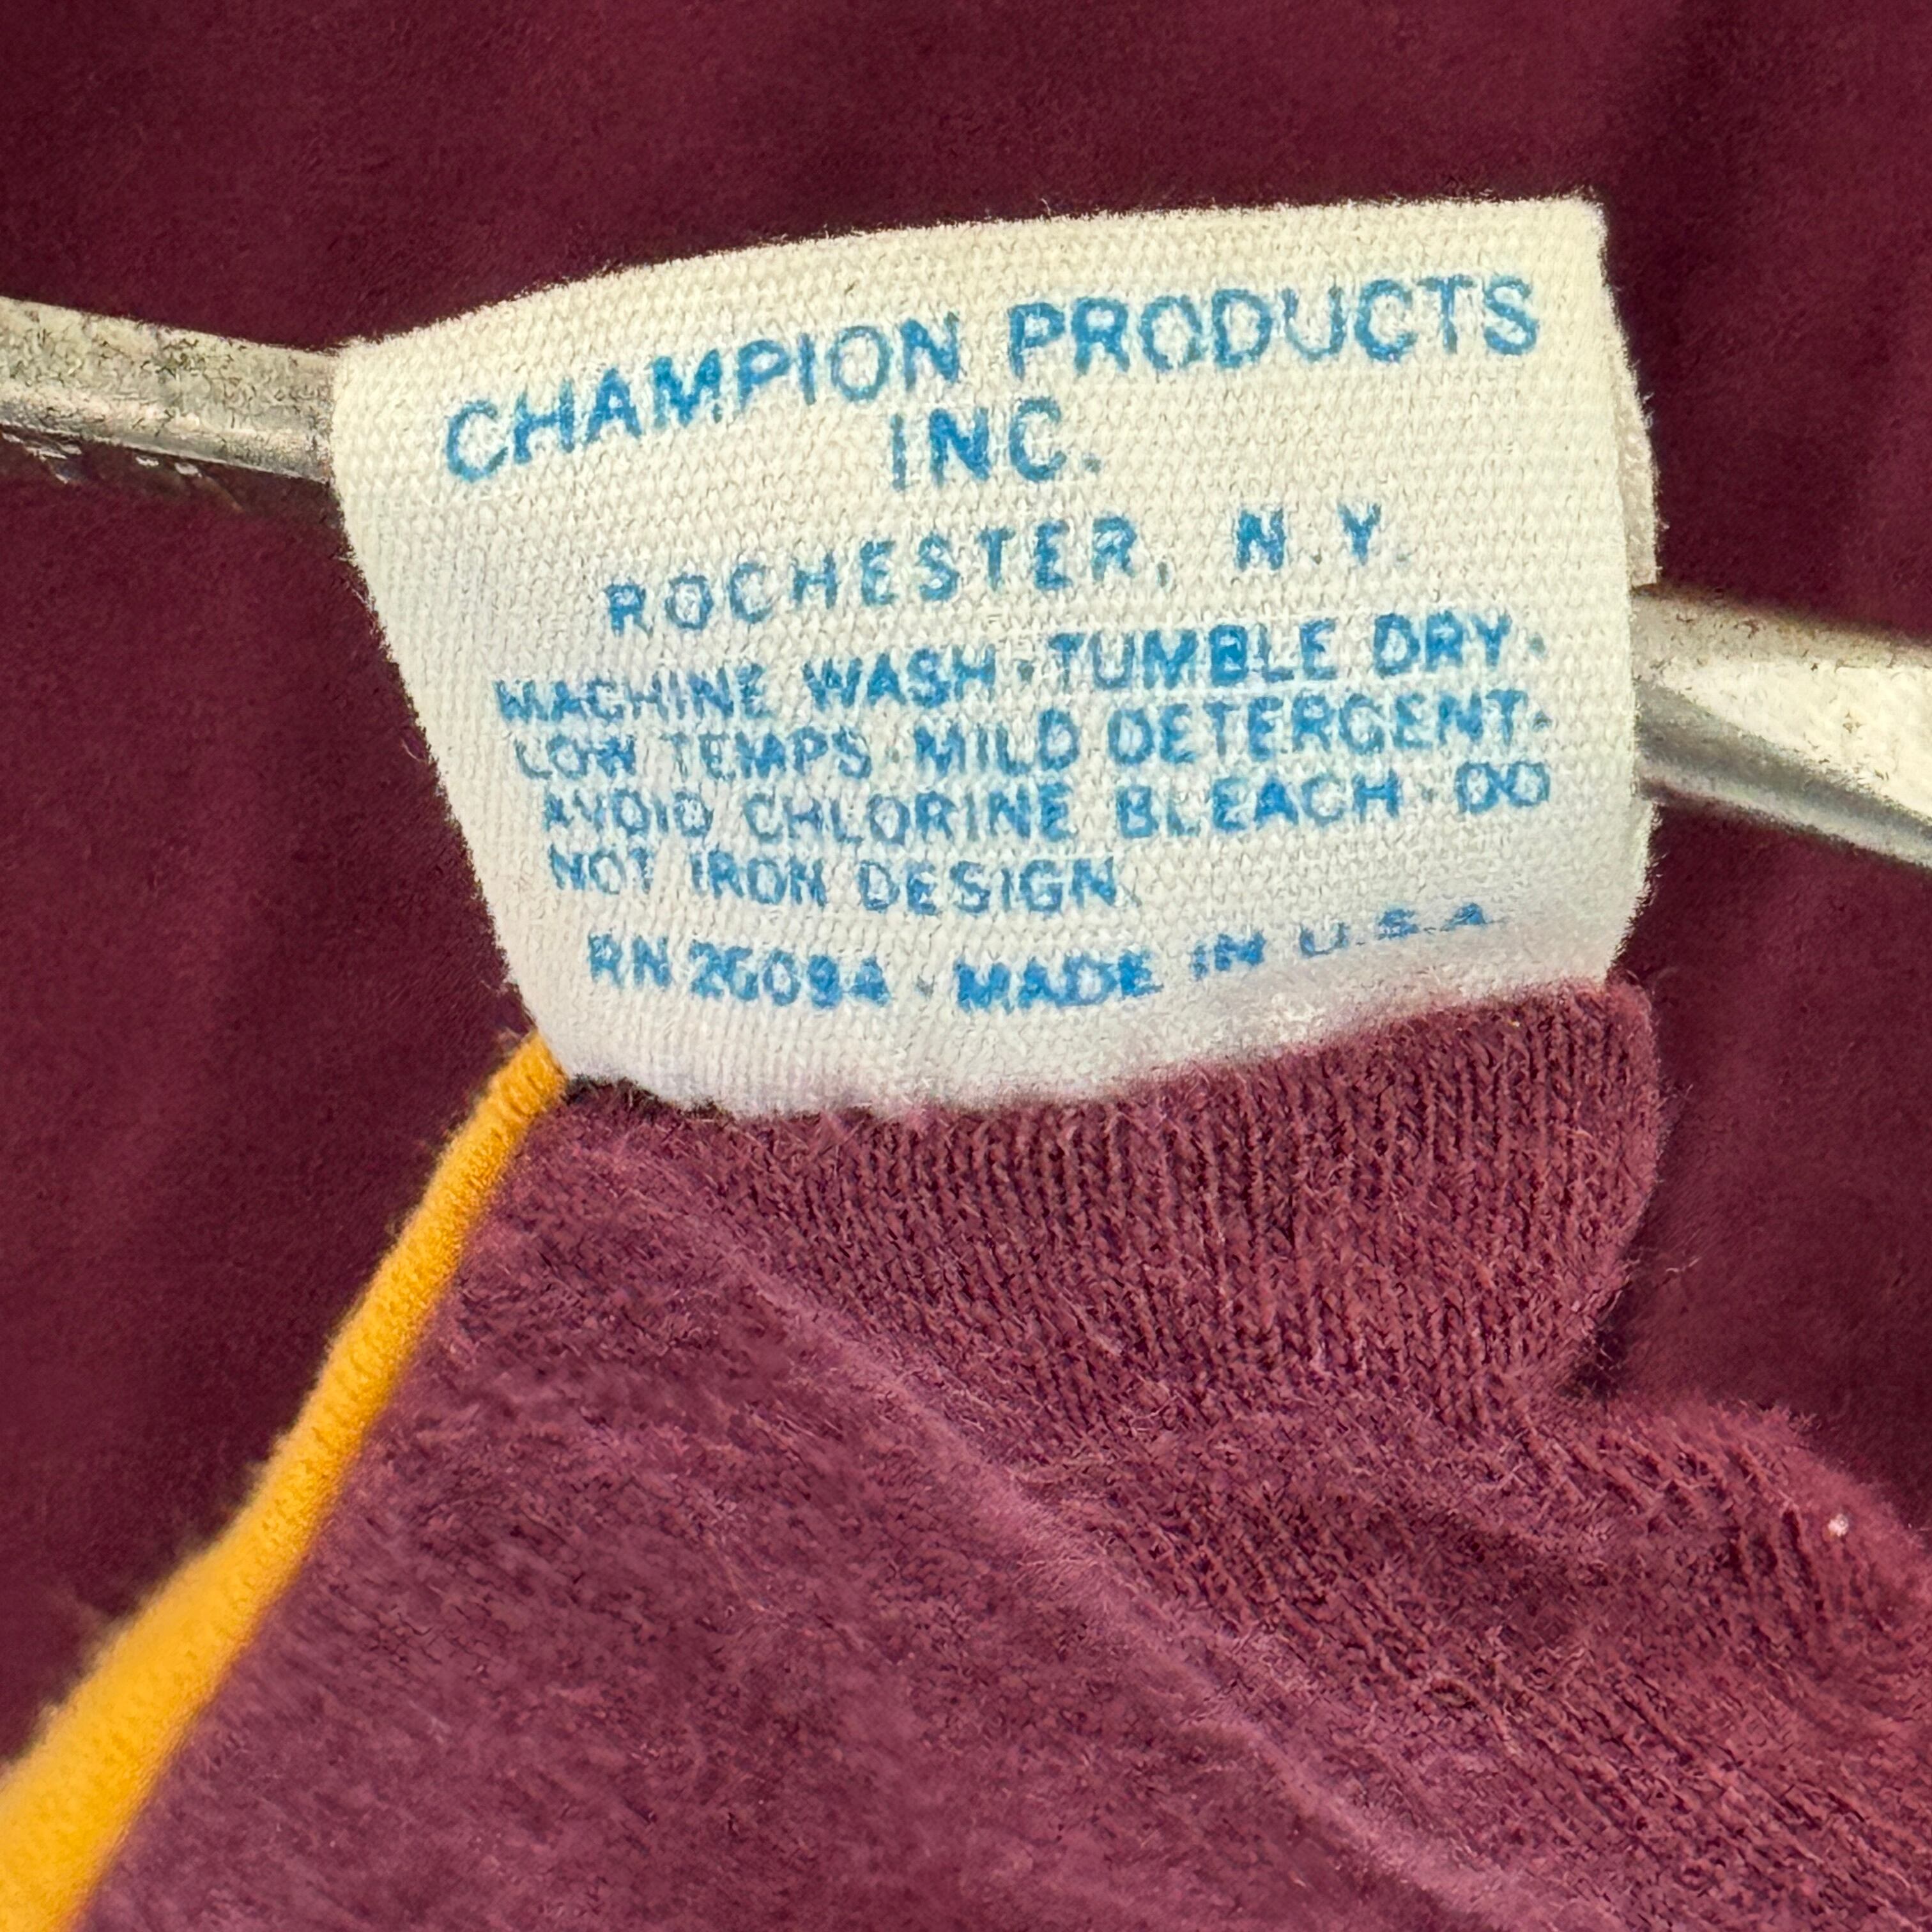 CHAMPION PRODUCTS
INC.
ROCHESTER, N.Y.
MACHINE WASH·TUMBLE DRY·
LOW TEMPS·MILD DETERGENT·
AVOID CHLORINE BLEACH·DO
NOT IRON DESIGN.
RN 26094 · MADE IN U.S.A.